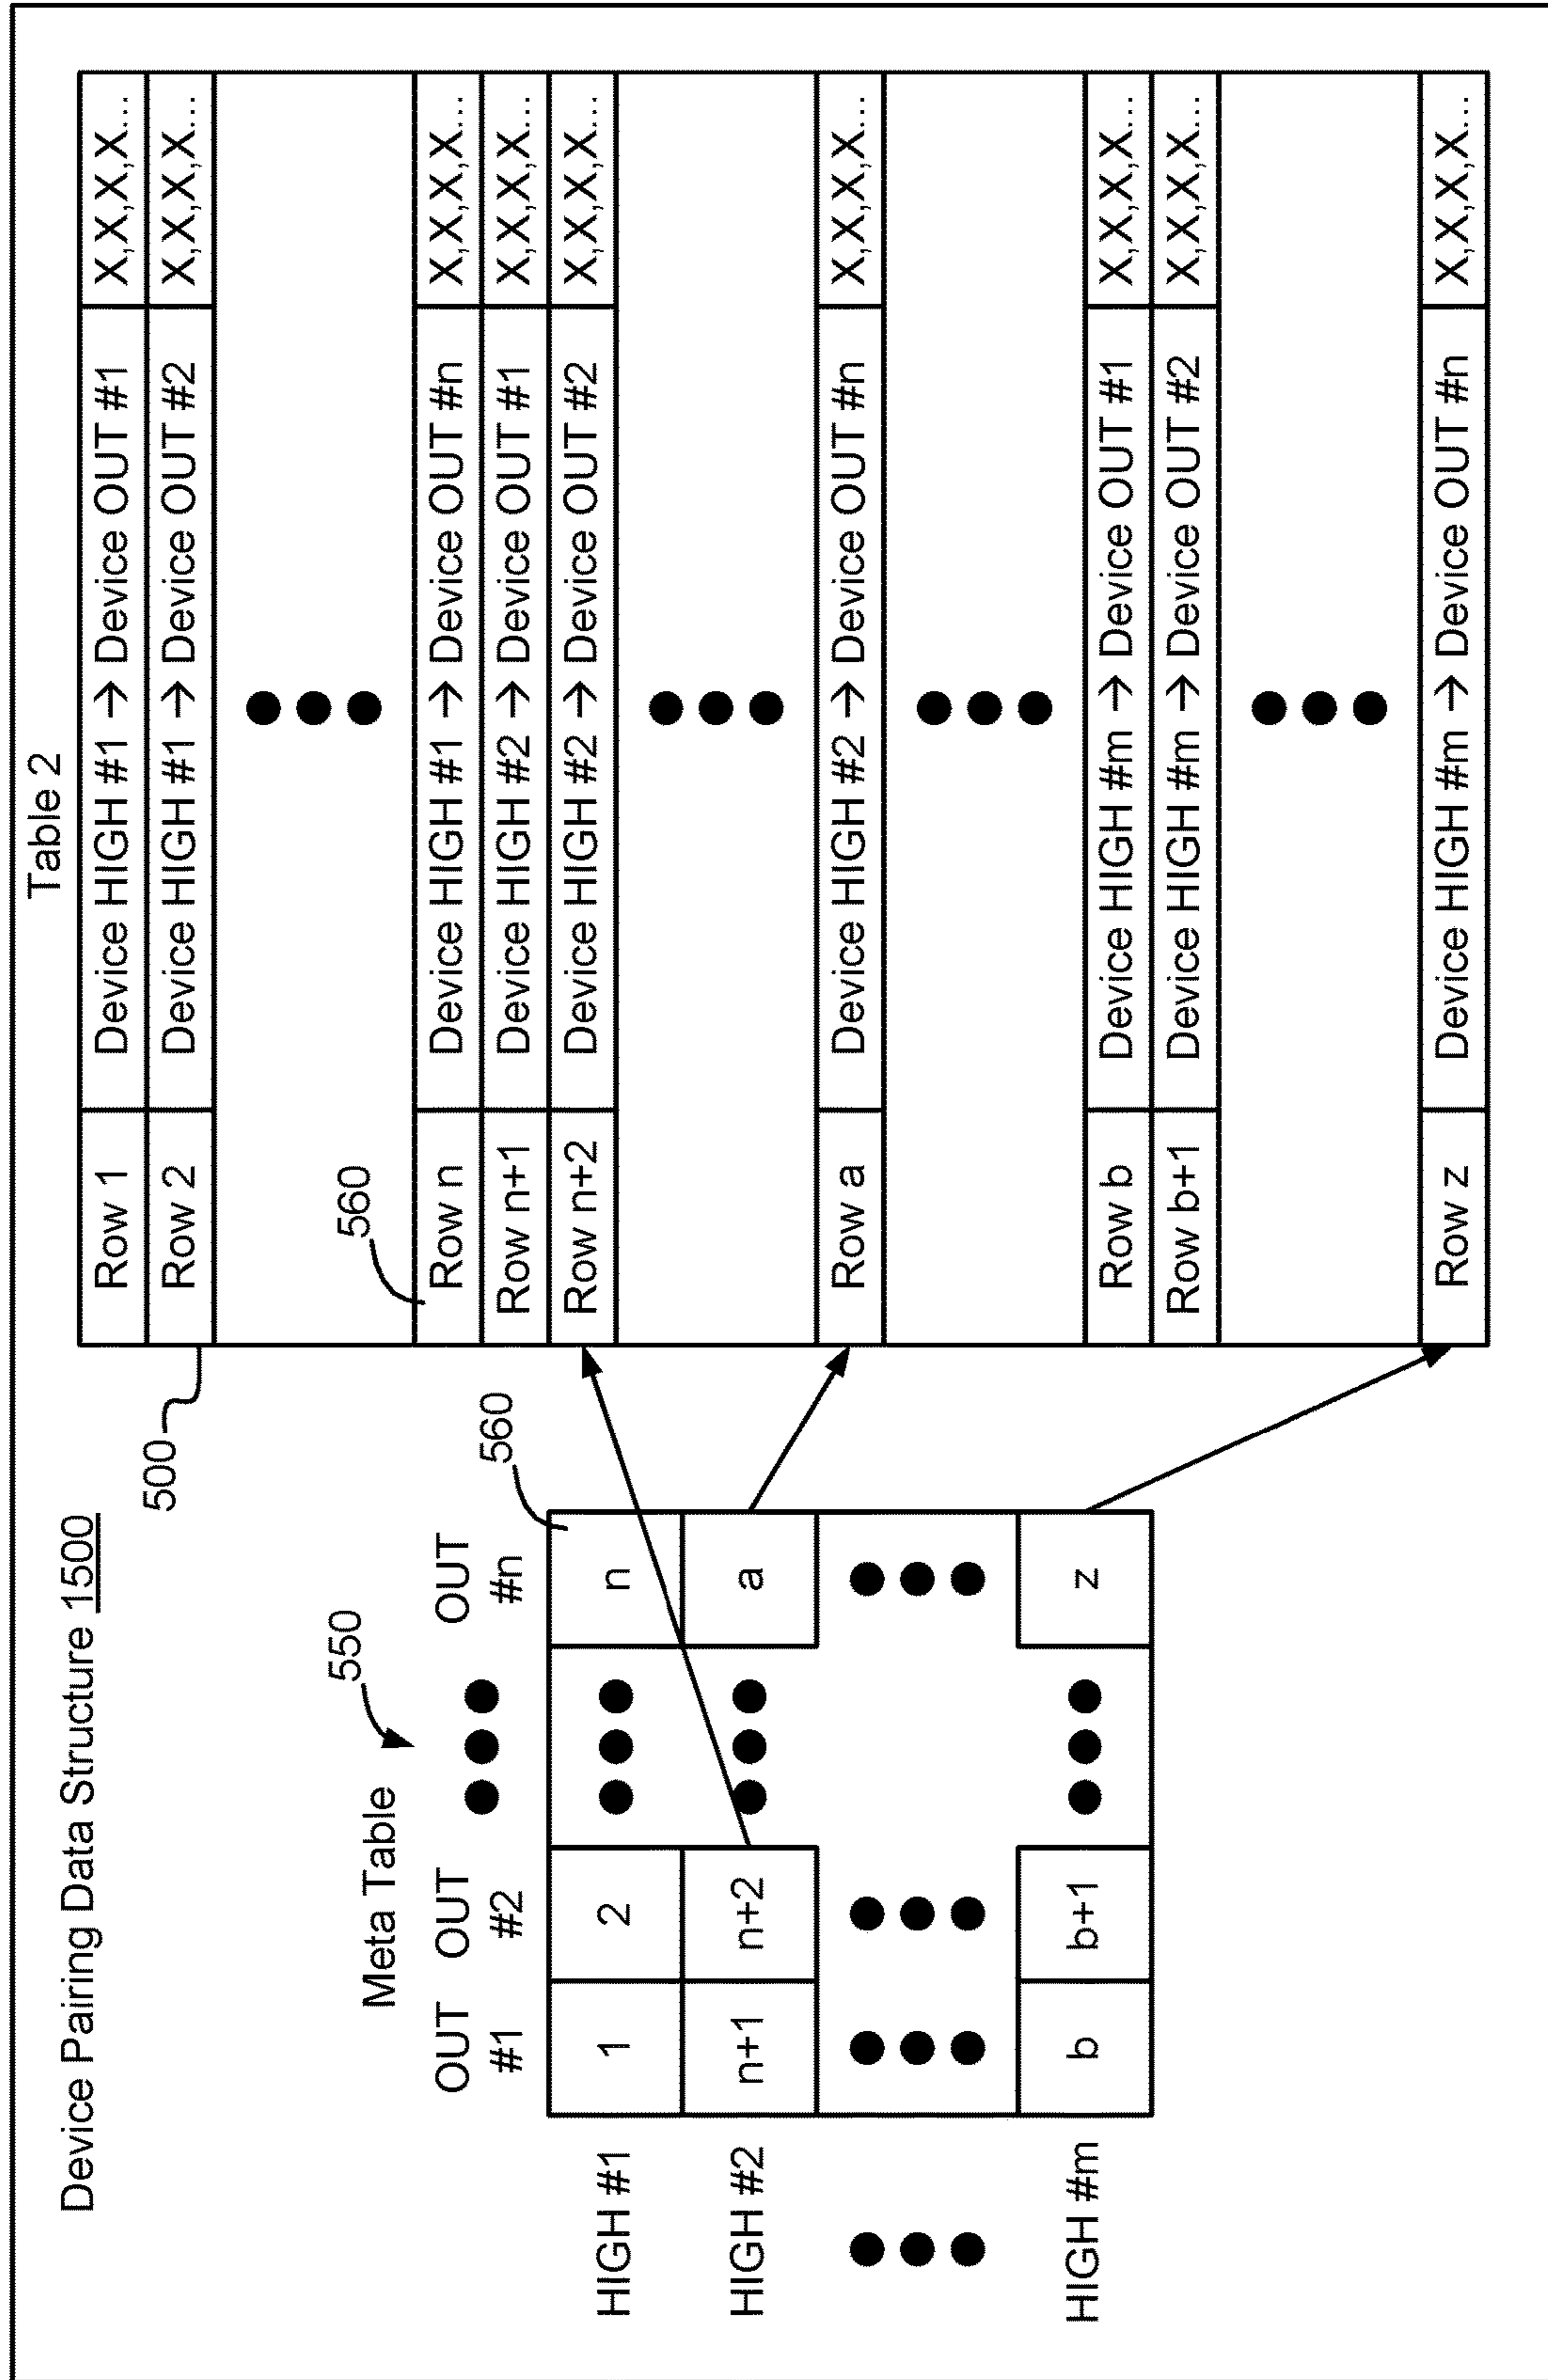 Device Pairing Data Structure 1500
Table 2
500
Row 1 Device HIGH #1 → Device OUT #1 X,X,X,X...
Row 2 Device HIGH #1 → Device OUT #2 X,X,X,X...
560
Row n Device HIGH #1 → Device OUT #n X,X,X,X...
Row n+1 Device HIGH #2 → Device OUT #1 X,X,X,X...
Row n+2 Device HIGH #2 → Device OUT #2 X,X,X,X...
Row a Device HIGH #2 → Device OUT #n X,X,X,X...
Row b Device HIGH #m → Device OUT #1 X,X,X,X...
Row b+1 Device HIGH #m → Device OUT #2 X,X,X,X...
Row z Device HIGH #m → Device OUT #n X,X,X,X...
550
Meta Table
560
OUT OUT OUT
#1 #2 #n
HIGH #1 1 2 n
HIGH #2 n+1 n+2 a
HIGH #m b b+1 z